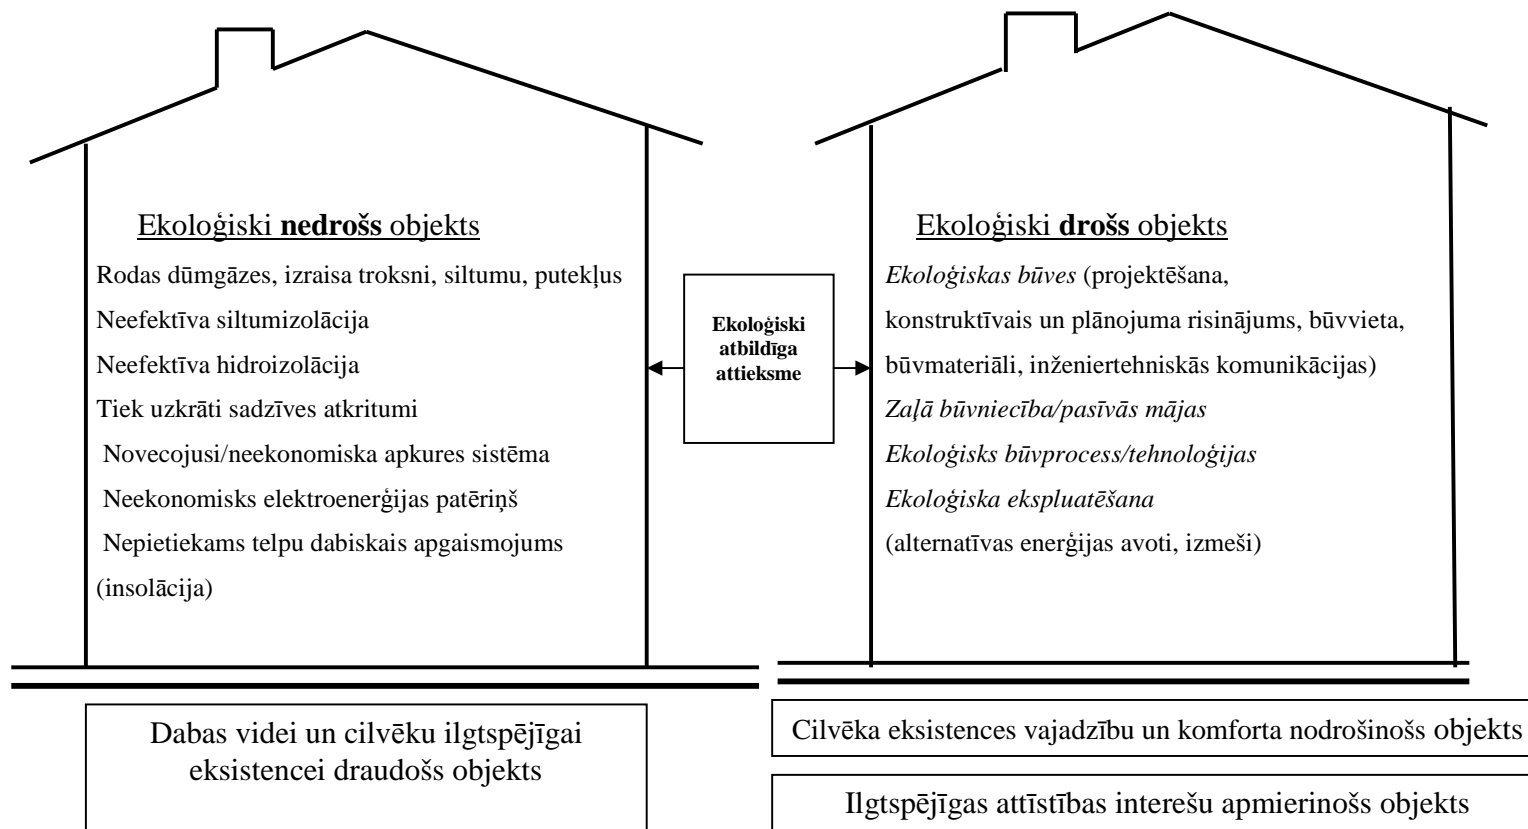 Ekoloģiski nedrošs objekts
Rodas dūmgāzes, izraisa troksni, siltumu, putekļus
Neefektīva siltumizolācija
Neefektīva hidroizolācija
Tiek uzkrāti sadzīves atkritumi
Novecojusi/neekonomiska apkures sistēma
Neekonomisks elektroenerģijas patēriņš
Nepietiekams telpu dabiskais apgaismojums
(insolācija)
Ekoloģiski
atbildīga
attieksme
Ekoloģiski drošs objekts
Ekoloģiskas būves (projektēšana,
konstruktīvais un plānojuma risinājums, būvvieta,
būvmateriāli, inženiertehniskās komunikācijas)
Zaļā būvniecība/pasīvās mājas
Ekoloģisks būvprocess/tehnoloģijas
Ekoloģiska ekspluatēšana
(alternatīvas enerģijas avoti, izmeši)
Dabas videi un cilvēku ilgtspējīgai
eksistencei draudošs objekts
Cilvēka eksistences vajadzību un komforta nodrošinošs objekts
Ilgtspējīgas attīstības interešu apmierinošs objekts